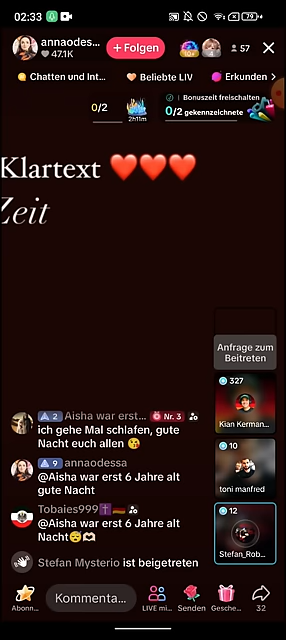 02:33
79
annaodes...
47.1K
+ Folgen
10+
57
Chatten und Int...
Beliebte LIV
Erkunden
0/2
2h11m
Bonuszeit freischalten
0/2 gekennzeichnete
Klartext ❤️❤️❤️
Zeit
Anfrage zum
Beitreten
327
Kian Kerman...
2 Aisha war erst... Nr. 3
ich gehe Mal schlafen, gute
Nacht euch allen 😘
10
toni manfred
9 annaodessa
@Aisha war erst 6 Jahre alt
gute Nacht
Tobaies999✝️🇩🇪
@Aisha war erst 6 Jahre alt
Nacht😴🫶🏻
12
Stefan_Rob...
Stefan Mysterio ist beigetreten
Abonn...
Kommenta...
LIVE mi...
Senden
Gesche...
32